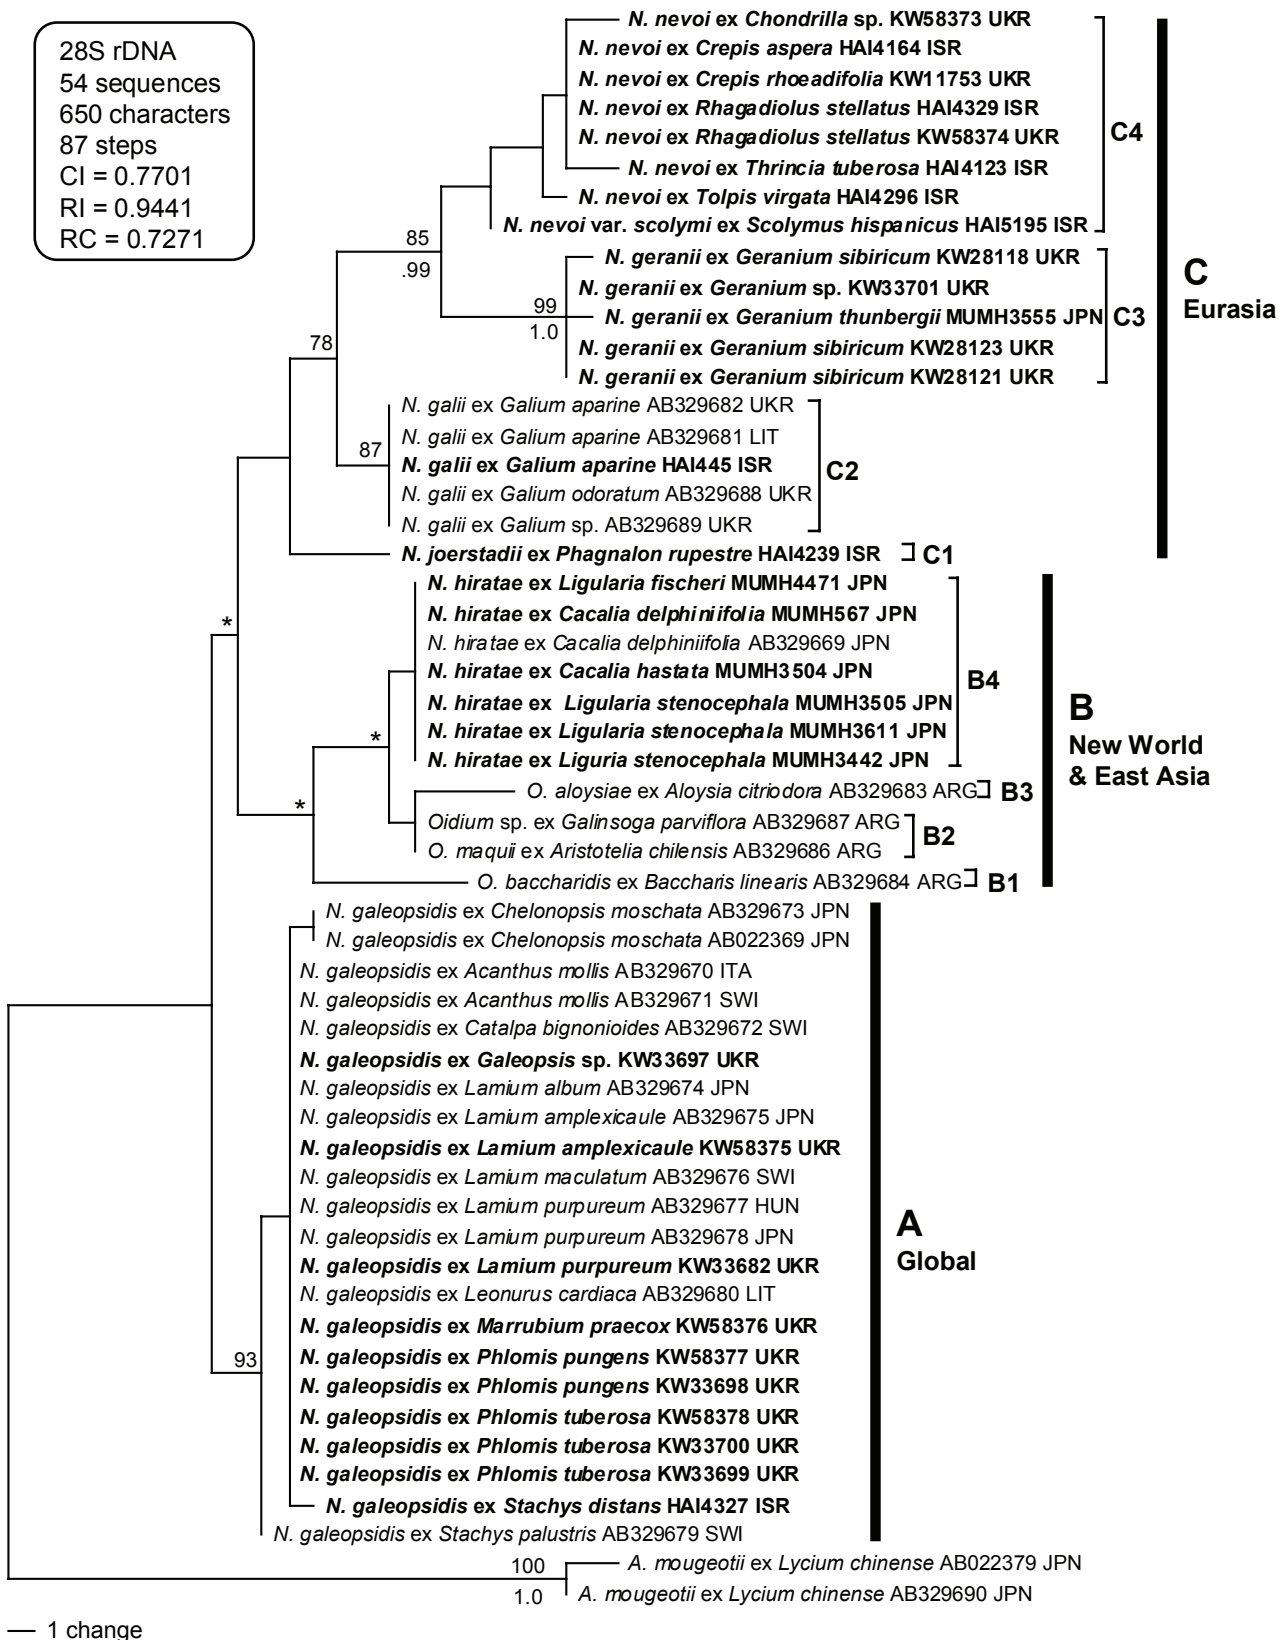 28S rDNA
54 sequences
650 characters
87 steps
CI = 0.7701
RI = 0.9441
RC = 0.7271
N. nevoi ex Chondrilla sp. KW58373 UKR
N. nevoi ex Crepis aspera HAI4164 ISR
N. nevoi ex Crepis rhoeadifolia KW11753 UKR
N. nevoi ex Rhagadiolus stellatus HAI4329 ISR
N. nevoi ex Rhagadiolus stellatus KW58374 UKR
N. nevoi ex Thrincia tuberosa HAI4123 ISR
N. nevoi ex Tolpis virgata HAI4296 ISR
N. nevoi var. scolymi ex Scolymus hispanicus HAI5195 ISR
C4
85
.99
N. geranii ex Geranium sibiricum KW28118 UKR
N. geranii ex Geranium sp. KW33701 UKR
N. geranii ex Geranium thunbergii MUMH3555 JPN
N. geranii ex Geranium sibiricum KW28123 UKR
N. geranii ex Geranium sibiricum KW28121 UKR
C3
99
1.0
C
Eurasia
78
N. galii ex Galium aparine AB329682 UKR
N. galii ex Galium aparine AB329681 LIT
N. galii ex Galium aparine HAI445 ISR
N. galii ex Galium odoratum AB329688 UKR
N. galii ex Galium sp. AB329689 UKR
87
C2
N. joerstadii ex Phagnalon rupestre HAI4239 ISR
C1
*
N. hiratae ex Ligularia fischeri MUMH4471 JPN
N. hiratae ex Cacalia delphiniifolia MUMH567 JPN
N. hiratae ex Cacalia delphiniifolia AB329669 JPN
N. hiratae ex Cacalia hastata MUMH3504 JPN
N. hiratae ex Ligularia stenocephala MUMH3505 JPN
N. hiratae ex Ligularia stenocephala MUMH3611 JPN
N. hiratae ex Liguria stenocephala MUMH3442 JPN
B4
*
*
O. aloysiae ex Aloysia citriodora AB329683 ARG
B3
Oidium sp. ex Galinsoga parviflora AB329687 ARG
O. maquii ex Aristotelia chilensis AB329686 ARG
B2
O. baccharidis ex Baccharis linearis AB329684 ARG
B1
B
New World
& East Asia
N. galeopsidis ex Chelonopsis moschata AB329673 JPN
N. galeopsidis ex Chelonopsis moschata AB022369 JPN
N. galeopsidis ex Acanthus mollis AB329670 ITA
N. galeopsidis ex Acanthus mollis AB329671 SWI
N. galeopsidis ex Catalpa bignonioides AB329672 SWI
N. galeopsidis ex Galeopsis sp. KW33697 UKR
N. galeopsidis ex Lamium album AB329674 JPN
N. galeopsidis ex Lamium amplexicaule AB329675 JPN
N. galeopsidis ex Lamium amplexicaule KW58375 UKR
N. galeopsidis ex Lamium maculatum AB329676 SWI
N. galeopsidis ex Lamium purpureum AB329677 HUN
N. galeopsidis ex Lamium purpureum AB329678 JPN
N. galeopsidis ex Lamium purpureum KW33682 UKR
N. galeopsidis ex Leonurus cardiaca AB329680 LIT
N. galeopsidis ex Marrubium praecox KW58376 UKR
N. galeopsidis ex Phlomis pungens KW58377 UKR
N. galeopsidis ex Phlomis pungens KW33698 UKR
N. galeopsidis ex Phlomis tuberosa KW58378 UKR
N. galeopsidis ex Phlomis tuberosa KW33700 UKR
N. galeopsidis ex Phlomis tuberosa KW33699 UKR
N. galeopsidis ex Stachys distans HAI4327 ISR
N. galeopsidis ex Stachys palustris AB329679 SWI
93
A
Global
A. mougeotii ex Lycium chinense AB022379 JPN
A. mougeotii ex Lycium chinense AB329690 JPN
100
1.0
1 change